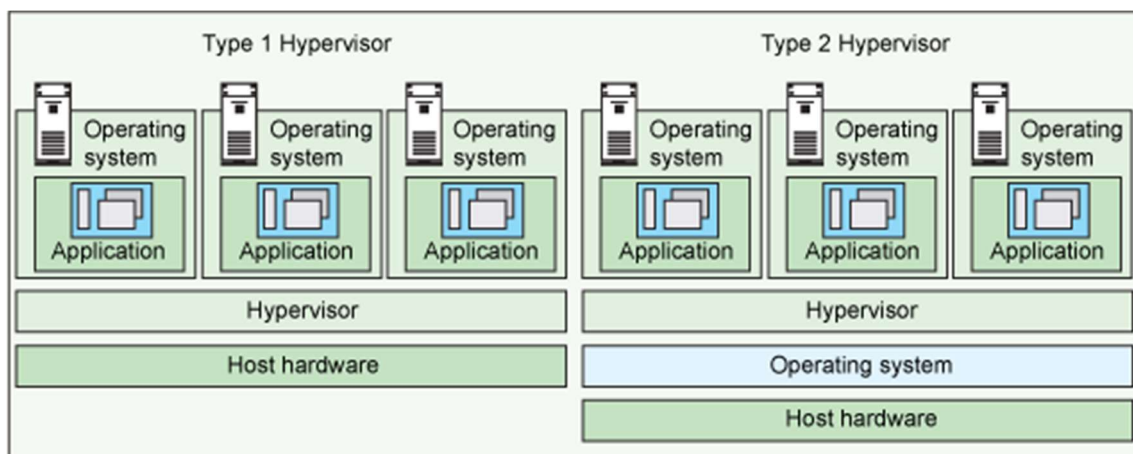 Type 1 Hypervisor
Operating
system
Application
Operating
system
Application
Operating
system
Application
Hypervisor
Host hardware
Type 2 Hypervisor
Operating
system
Application
Operating
system
Application
Operating
system
Application
Hypervisor
Operating system
Host hardware